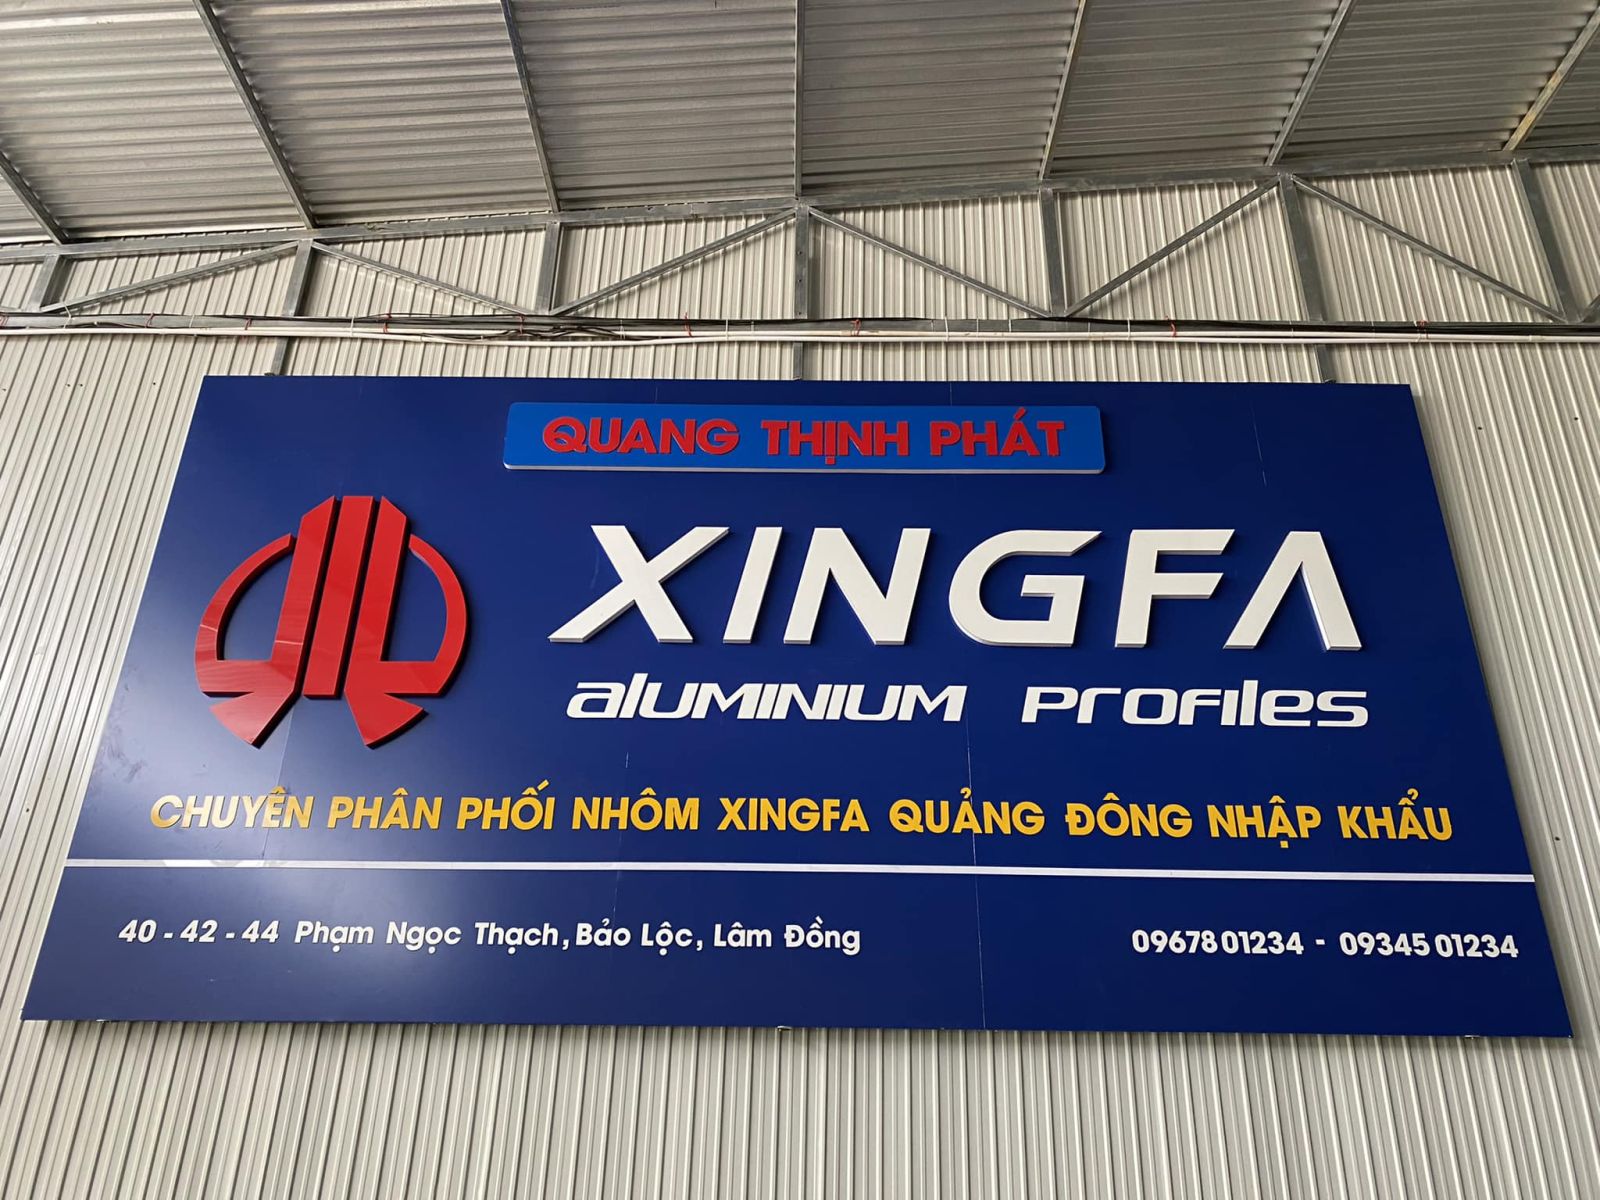 QUANG THỊNH PHÁT
XINGFA
aluminium profiles
CHUYÊN PHÂN PHỐI NHÔM XINGFA QUẢNG ĐÔNG NHẬP KHẨU
40 - 42 - 44 Phạm Ngọc Thạch, Bảo Lộc, Lâm Đồng
0967801234 - 0934501234